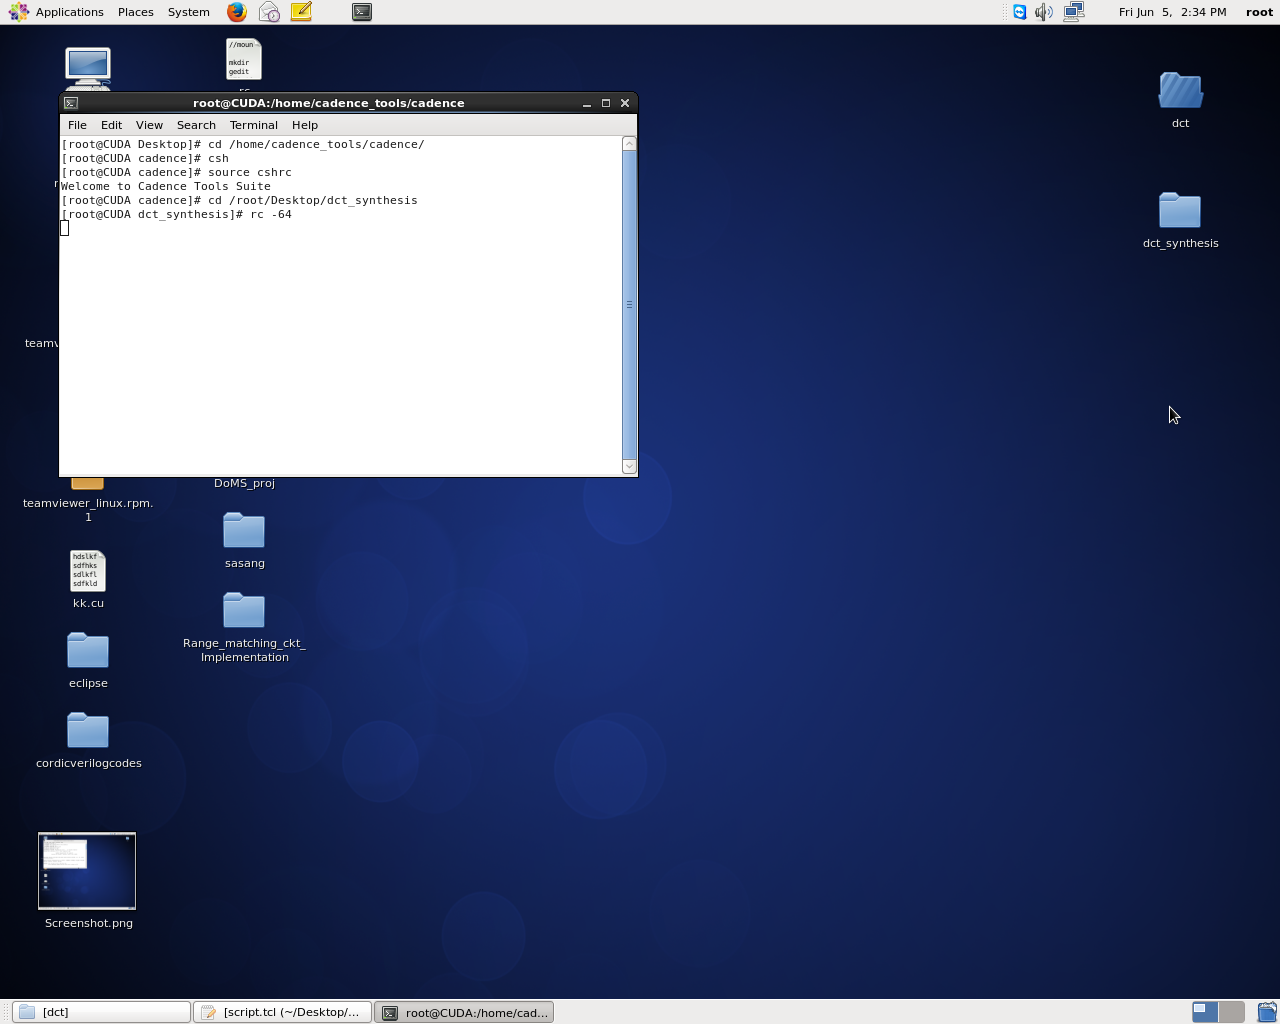 Applications Places System
Fri Jun 5, 2:34 PM root
//moun
mkdir
gedit
root@CUDA:/home/cadence_tools/cadence
File Edit View Search Terminal Help
[root@CUDA Desktop]# cd /home/cadence_tools/cadence/
[root@CUDA cadence]# csh
[root@CUDA cadence]# source cshrc
Welcome to Cadence Tools Suite
[root@CUDA cadence]# cd /root/Desktop/dct_synthesis
[root@CUDA dct_synthesis]# rc -64
dct
dct_synthesis
teamv
DoMS_proj
teamviewer_linux.rpm.
1
sasang
hdslkf
sdfhks
sdlkfl
sdfkld
kk.cu
Range_matching_ckt_
Implementation
eclipse
cordicverilogcodes
Screenshot.png
[dct]
[script.tcl (~/Desktop/...
root@CUDA:/home/cad...